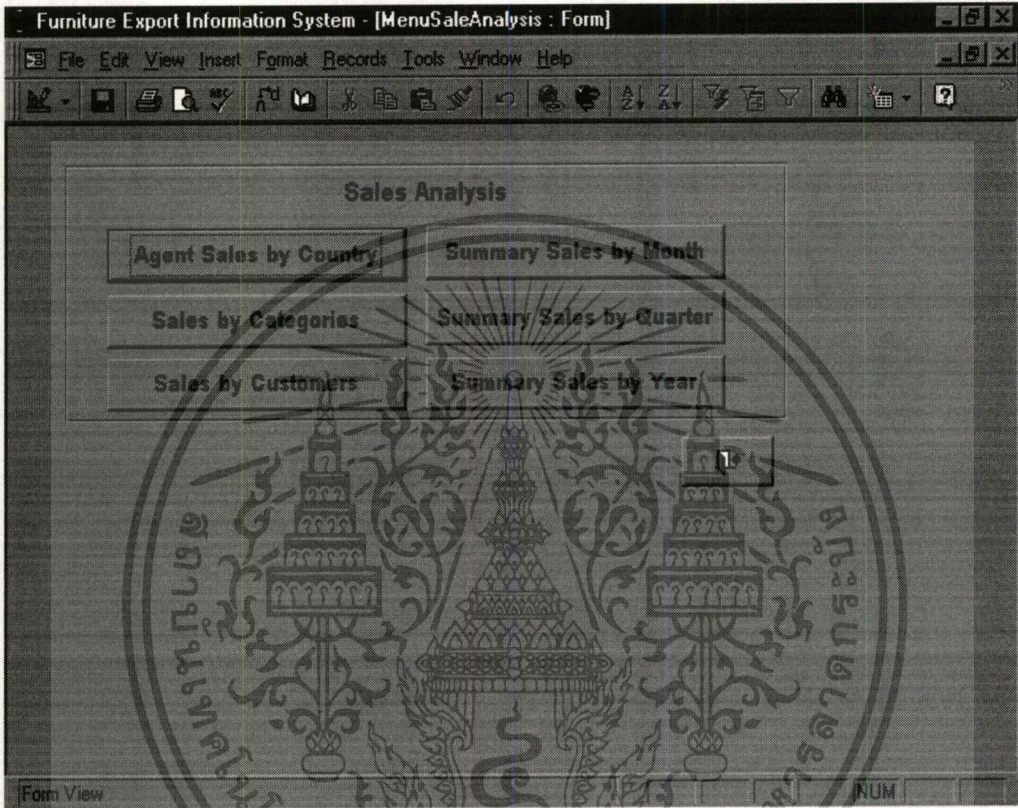 Furniture Export Information System - [MenuSaleAnalysis : Form]
File Edit View Insert Format Records Tools Window Help
Sales Analysis
Agent Sales by Country
Summary Sales by Month
Sales by Categories
Summary Sales by Quarter
Sales by Customers
Summary Sales by Year
Form View
NUM